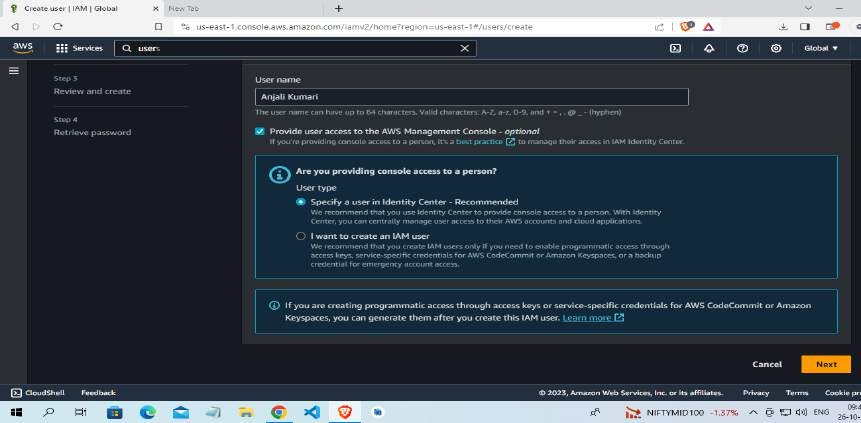 Create user | IAM | Global
New Tab
us-east-1.console.aws.amazon.com/iamv2/home?region=us-east-1#/users/create
aws
Services
users
Global
Step 3
Review and create
Step 4
Retrieve password
User name
Anjali Kumari
The user name can have up to 64 characters. Valid characters: A-Z, a-z, 0-9, and + = , . @ _ - (hyphen)
Provide user access to the AWS Management Console - optional
If you're providing console access to a person, it's a best practice to manage their access in IAM Identity Center.
Are you providing console access to a person?
User type
Specify a user in Identity Center - Recommended
We recommend that you use Identity Center to provide console access to a person. With Identity
Center, you can centrally manage user access to their AWS accounts and cloud applications.
I want to create an IAM user
We recommend that you create IAM users only if you need to enable programmatic access through
access keys, service-specific credentials for AWS CodeCommit or Amazon Keyspaces, or a backup
credential for emergency account access.
If you are creating programmatic access through access keys or service-specific credentials for AWS CodeCommit or Amazon
Keyspaces, you can generate them after you create this IAM user. Learn more
Cancel
Next
CloudShell
Feedback
© 2023, Amazon Web Services, Inc. or its affiliates.
Privacy
Terms
Cookie pr
NIFTYMID100 -1.37%
ENG
09:4
26-10-